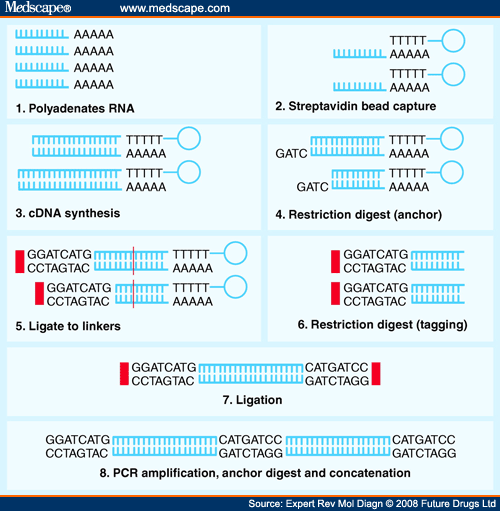 Medscape® www.medscape.com
AAAAA
AAAAA
AAAAA
AAAAA
1. Polyadenates RNA
TTTTT
AAAAA
TTTTT
AAAAA
2. Streptavidin bead capture
TTTTT
AAAAA
TTTTT
AAAAA
3. cDNA synthesis
TTTTT
GATC AAAAA
TTTTT
GATC AAAAA
4. Restriction digest (anchor)
GGATCATG TTTTT
CCTAGTAC AAAAA
GGATCATG TTTTT
CCTAGTAC AAAAA
5. Ligate to linkers
GGATCATG
CCTAGTAC
GGATCATG
CCTAGTAC
6. Restriction digest (tagging)
GGATCATG CATGATCC
CCTAGTAC GATCTAGG
7. Ligation
GGATCATG CATGATCC CATGATCC
CCTAGTAC GATCTAGG GATCTAGG
8. PCR amplification, anchor digest and concatenation
Source: Expert Rev Mol Diagn © 2008 Future Drugs Ltd